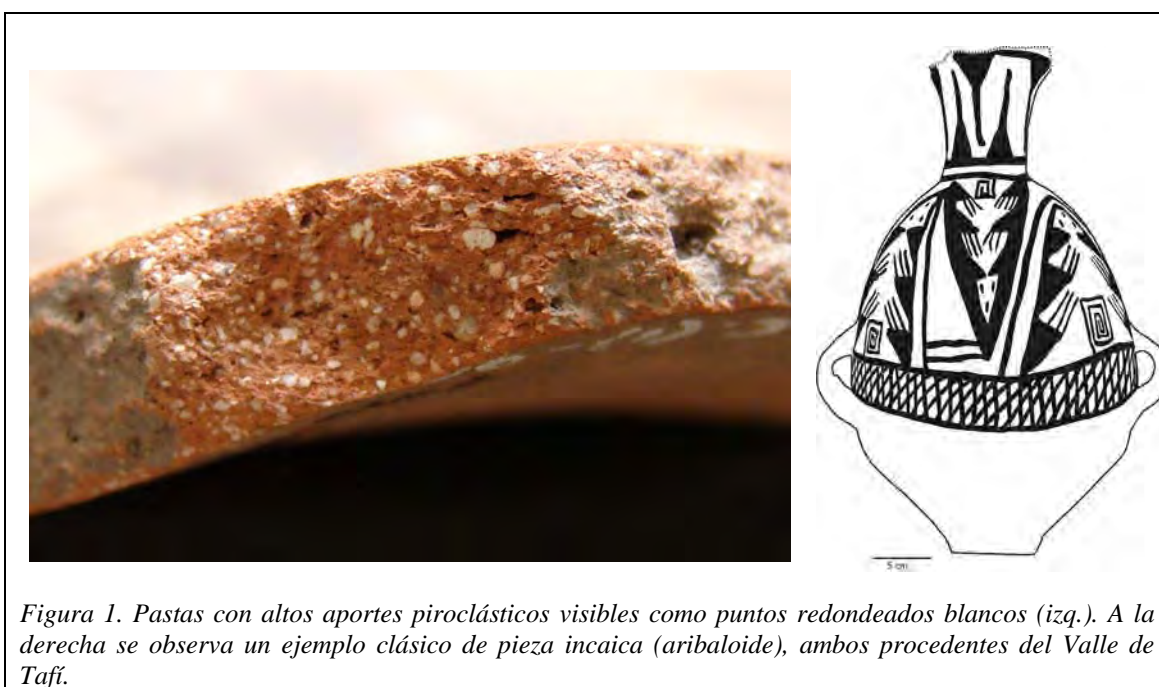 5 cm
Figura 1. Pastas con altos aportes piroclásticos visibles como puntos redondeados blancos (izq.). A la
derecha se observa un ejemplo clásico de pieza incaica (aribaloide), ambos procedentes del Valle de
Tafí.